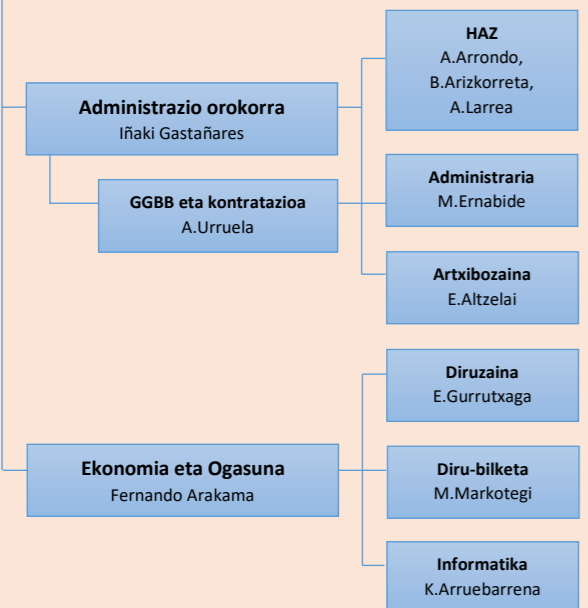 HAZ
A.Arrondo,
B.Arizkorreta,
A.Larrea
Administrazio orokorra
Iñaki Gastañares
Administraria
M.Ernabide
GGBB eta kontratazioa
A.Urruela
Artxibozaina
E.Altzelai
Diruzaina
E.Gurrutxaga
Ekonomia eta Ogasuna
Fernando Arakama
Diru-bilketa
M.Markotegi
Informatika
K.Arruebarrena